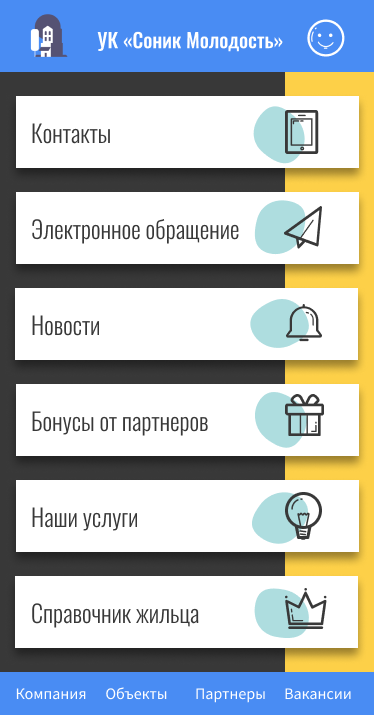 УК «Соник Молодость»
Контакты
Электронное обращение
Новости
Бонусы от партнеров
Наши услуги
Справочник жильца
Компания Объекты Партнеры Вакансии